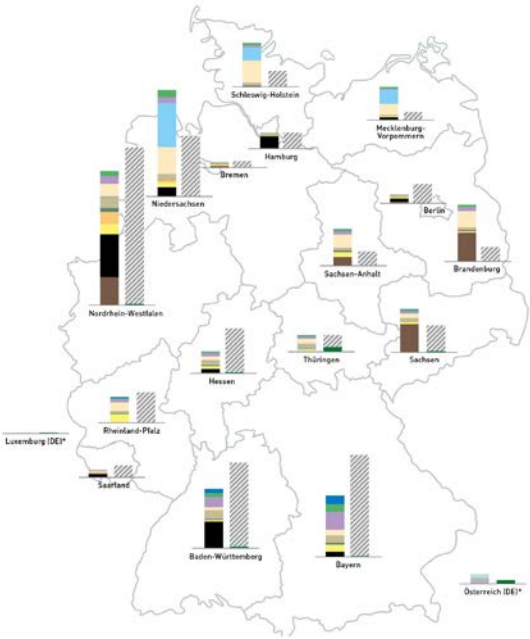 Schleswig-Holstein
Mecklenburg-
Vorpommern
Hamburg
Bremen
Niedersachsen
Berlin
Brandenburg
Sachsen-Anhalt
Nordrhein-Westfalen
Hessen
Thüringen
Sachsen
Rheinland-Pfalz
Luxemburg (DE)*
Saarland
Baden-Württemberg
Bayern
Österreich (DE)*